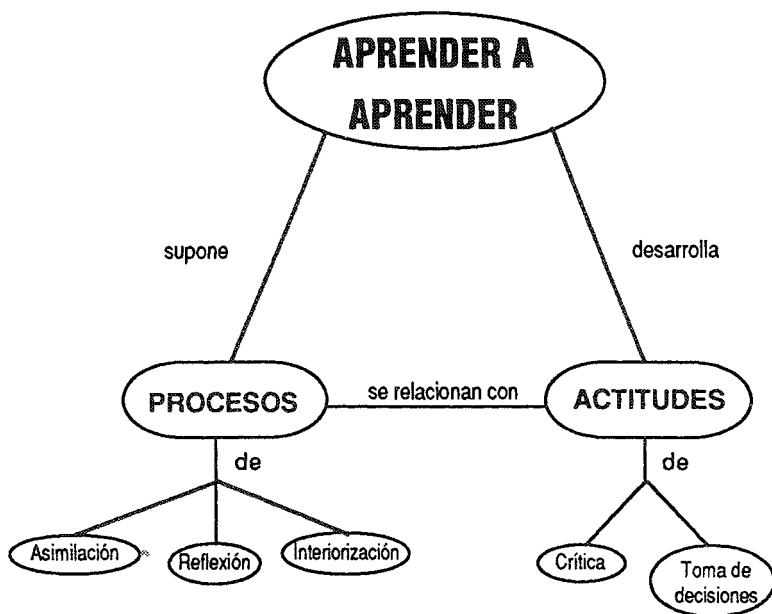 APRENDER A
APRENDER
supone
desarrolla
PROCESOS
se relacionan con
ACTITUDES
de
de
Asimilación
Reflexión
Interiorización
Crítica
Toma de
decisiones